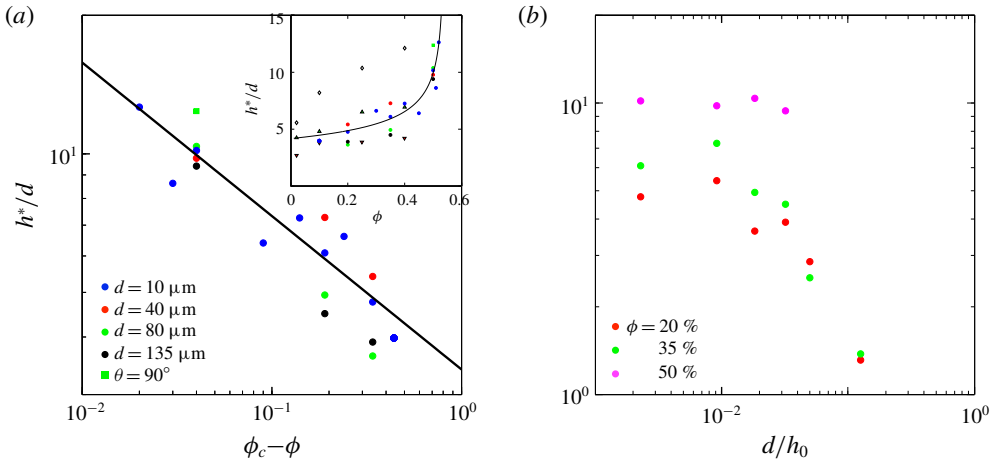 (a)
15
10
5
0
0
0.2
0.4
0.6
h*/d
ϕ
10¹
h*/d
d = 10 μm
d = 40 μm
d = 80 μm
d = 135 μm
θ = 90°
10⁻²
10⁻¹
10⁰
ϕc–ϕ
(b)
10¹
10⁰
ϕ = 20 %
35 %
50 %
10⁻²
10⁰
d/h₀